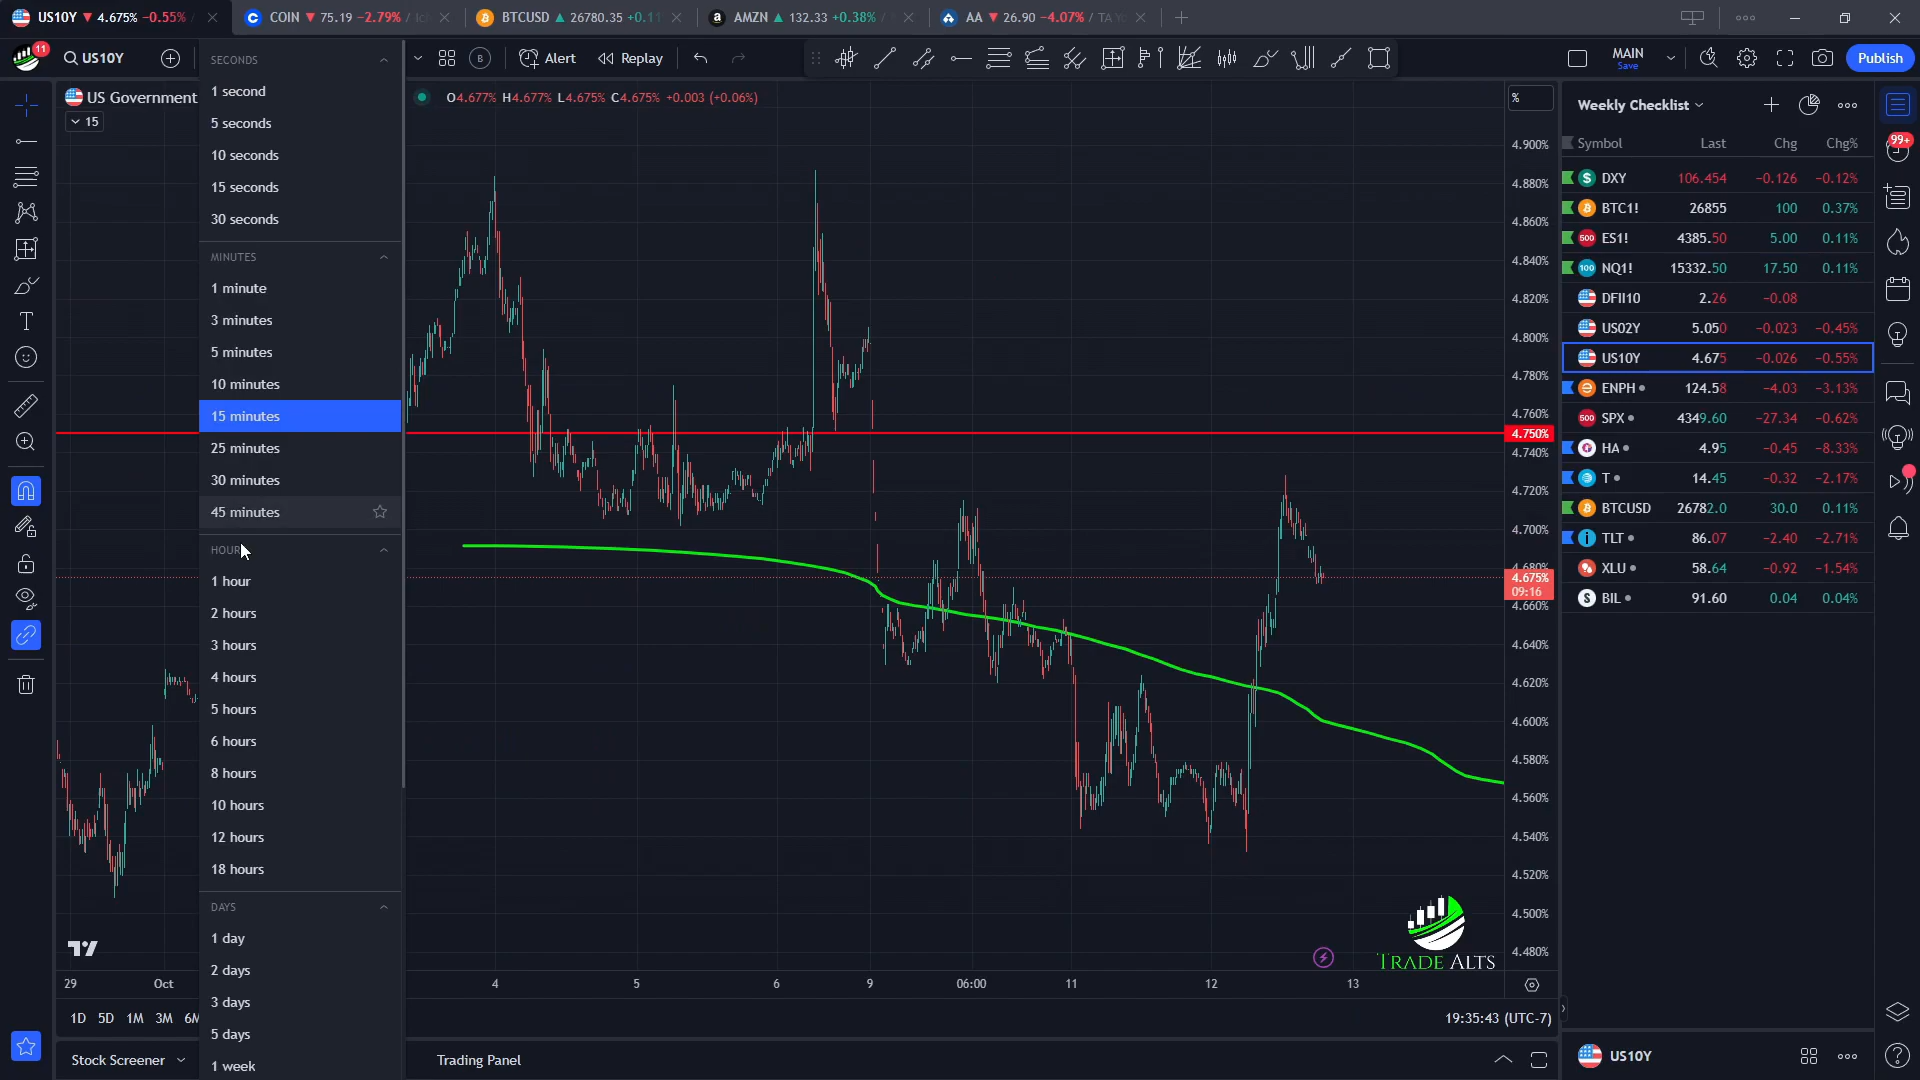 US10Y ▼ 4.675% −0.55%
COIN ▼ 75.19 −2.79% /
BTCUSD ▲ 26780.35
AMZN ▲ 132.33 +0.38% /
AA ▼ 26.90 −4.07% /
11
US10Y
B
Alert
Replay
MAIN
Save
Publish
US Government
15
O4.677% H4.677% L4.675% C4.675% +0.003 (+0.06%)
SECONDS
1 second
5 seconds
10 seconds
15 seconds
30 seconds
MINUTES
1 minute
3 minutes
5 minutes
10 minutes
15 minutes
25 minutes
30 minutes
45 minutes
HOUR
1 hour
2 hours
3 hours
4 hours
5 hours
6 hours
8 hours
10 hours
12 hours
18 hours
DAYS
1 day
2 days
3 days
5 days
1 week
%
4.900%
4.880%
4.860%
4.840%
4.820%
4.800%
4.780%
4.760%
4.750%
4.740%
4.720%
4.700%
4.680%
4.675%
09:16
4.660%
4.640%
4.620%
4.600%
4.580%
4.560%
4.540%
4.520%
4.500%
4.480%
TRADE ALTS
29 Oct 4 5 6 9 06:00 11 12 13
1D 5D 1M 3M 6M
19:35:43 (UTC-7)
Stock Screener
Trading Panel
Weekly Checklist
Symbol Last Chg Chg%
DXY 106.454 −0.126 −0.12%
BTC1! 26855 100 0.37%
500 ES1! 4385.50 5.00 0.11%
100 NQ1! 15332.50 17.50 0.11%
DFII10 2.26 −0.08
US02Y 5.050 −0.023 −0.45%
US10Y 4.675 −0.026 −0.55%
ENPH 124.58 −4.03 −3.13%
500 SPX 4349.60 −27.34 −0.62%
HA 4.95 −0.45 −8.33%
T 14.45 −0.32 −2.17%
BTCUSD 26782.0 30.0 0.11%
TLT 86.07 −2.40 −2.71%
XLU 58.64 −0.92 −1.54%
BIL 91.60 0.04 0.04%
US10Y
99+